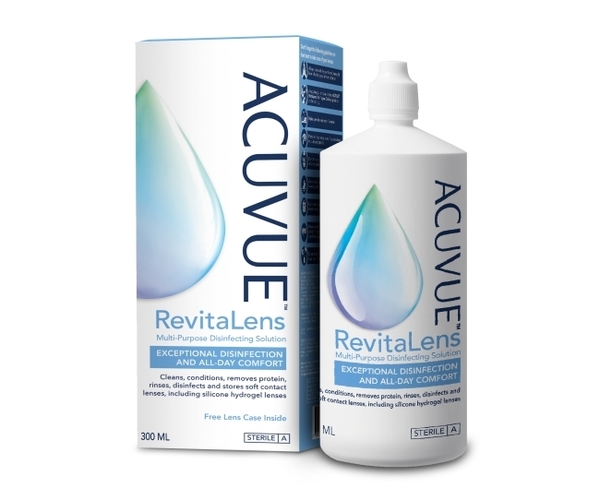 ACUVUE™
RevitaLens
Multi-Purpose Disinfecting Solution
EXCEPTIONAL DISINFECTION
AND ALL-DAY COMFORT
Cleans, conditions, removes protein,
rinses, disinfects and stores soft contact
lenses, including silicone hydrogel lenses
Free Lens Case Inside
300 ML
STERILE A
ACUVUE™
RevitaLens
Multi-Purpose Disinfecting Solution
EXCEPTIONAL DISINFECTION
AND ALL-DAY COMFORT
conditions, removes protein, rinses, disinfects and
soft contact lenses, including silicone hydrogel lenses
ML
STERILE A